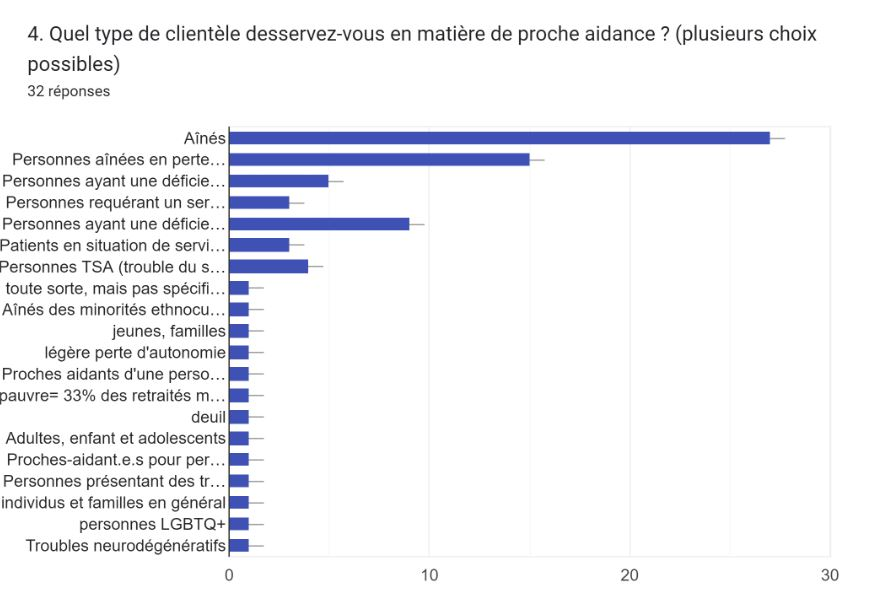 4. Quel type de clientèle desservez-vous en matière de proche aidance ? (plusieurs choix
possibles)
32 réponses
Aînés
Personnes aînées en perte…
Personnes ayant une déficie…
Personnes requérant un ser…
Personnes ayant une déficie…
Patients en situation de servi…
Personnes TSA (trouble du s…
toute sorte, mais pas spécifi…
Aînés des minorités ethnocu…
jeunes, familles
légère perte d'autonomie
Proches aidants d'une perso…
pauvre= 33% des retraités m…
deuil
Adultes, enfant et adolescents
Proches-aidant.e.s pour per…
Personnes présentant des tr…
individus et familles en général
personnes LGBTQ+
Troubles neurodégénératifs
0 10 20 30